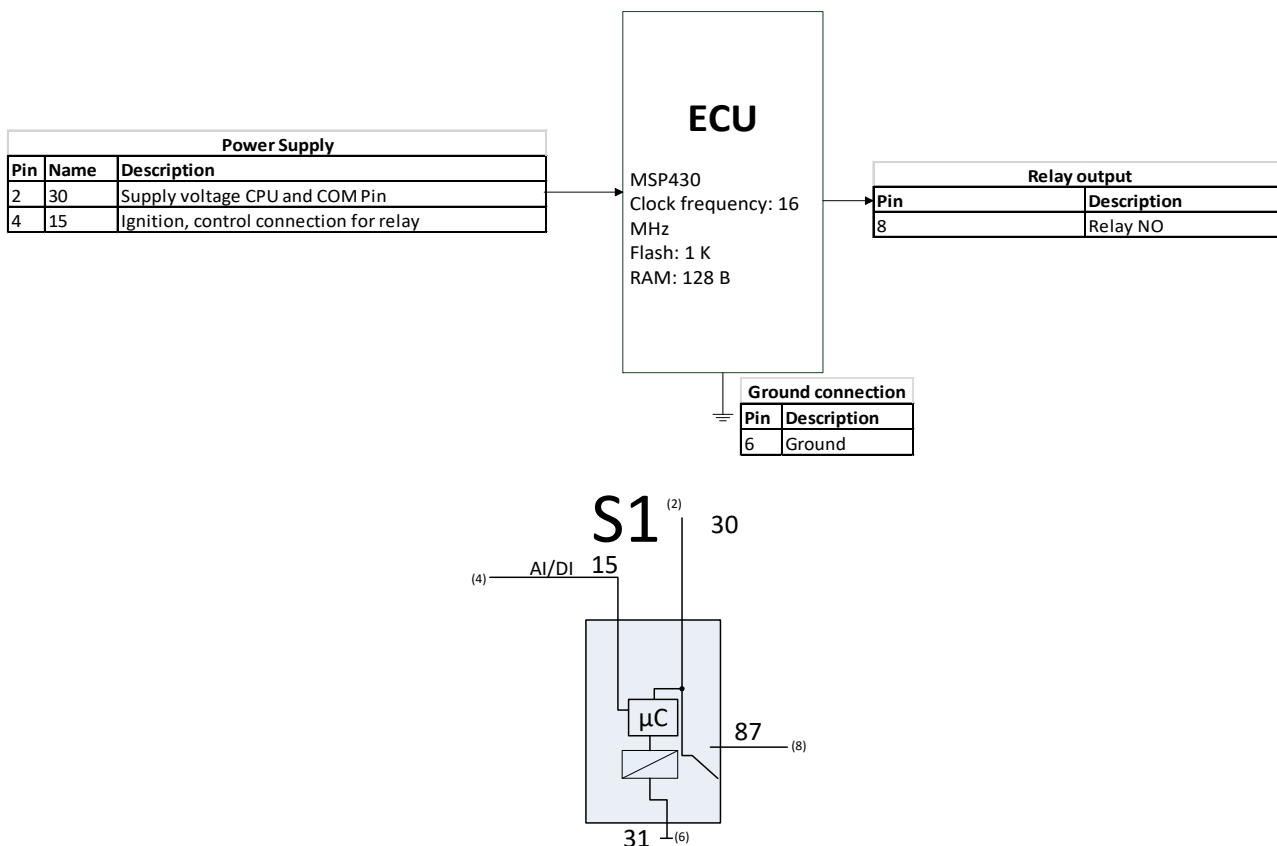 ECU
MSP430
Clock frequency: 16
MHz
Flash: 1 K
RAM: 128 B
Power Supply
Pin Name Description
2 30 Supply voltage CPU and COM Pin
4 15 Ignition, control connection for relay
Relay output
Pin Description
8 Relay NO
Ground connection
Pin Description
6 Ground
S1 (2) 30
(4) AI/DI 15
µC
87 (8)
31 (6)